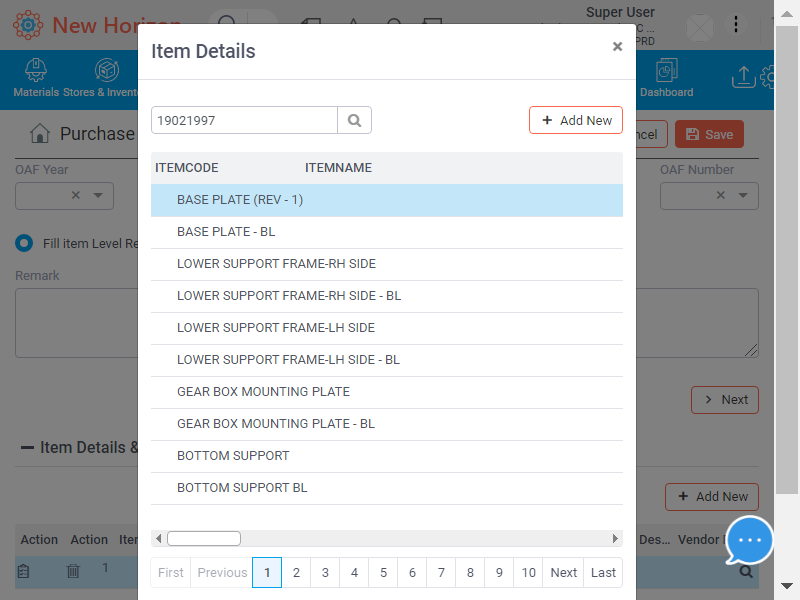 New Horizon
Super User
PRD
Materials
Stores & Invent
Dashboard
Purchase
ncel
Save
OAF Year
OAF Number
Fill item Level Re
Remark
Next
Item Details &
Add New
Action
Action
Iter
Des...
Vendor
1
Item Details
×
19021997
Add New
ITEMCODE
ITEMNAME
BASE PLATE (REV - 1)
BASE PLATE - BL
LOWER SUPPORT FRAME-RH SIDE
LOWER SUPPORT FRAME-RH SIDE - BL
LOWER SUPPORT FRAME-LH SIDE
LOWER SUPPORT FRAME-LH SIDE - BL
GEAR BOX MOUNTING PLATE
GEAR BOX MOUNTING PLATE - BL
BOTTOM SUPPORT
BOTTOM SUPPORT BL
First Previous 1 2 3 4 5 6 7 8 9 10 Next Last